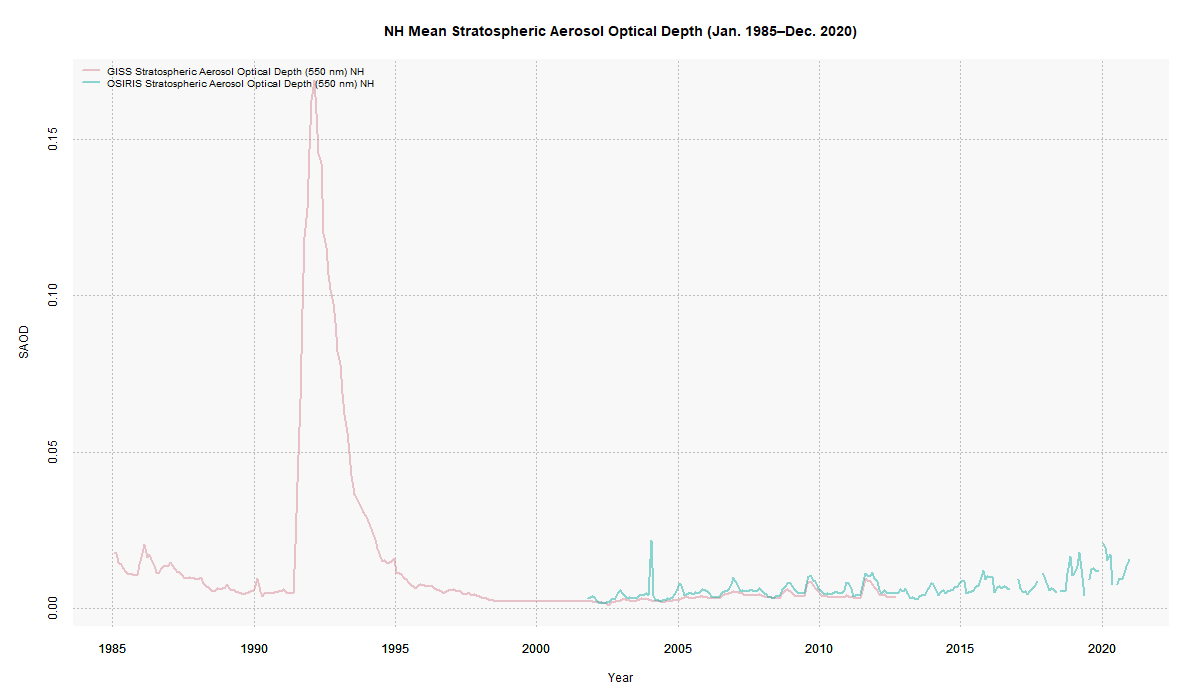 NH Mean Stratospheric Aerosol Optical Depth (Jan. 1985–Dec. 2020)
GISS Stratospheric Aerosol Optical Depth (550 nm) NH
OSIRIS Stratospheric Aerosol Optical Depth (550 nm) NH
0.15
0.10
SAOD
0.05
0.00
1985 1990 1995 2000 2005 2010 2015 2020
Year